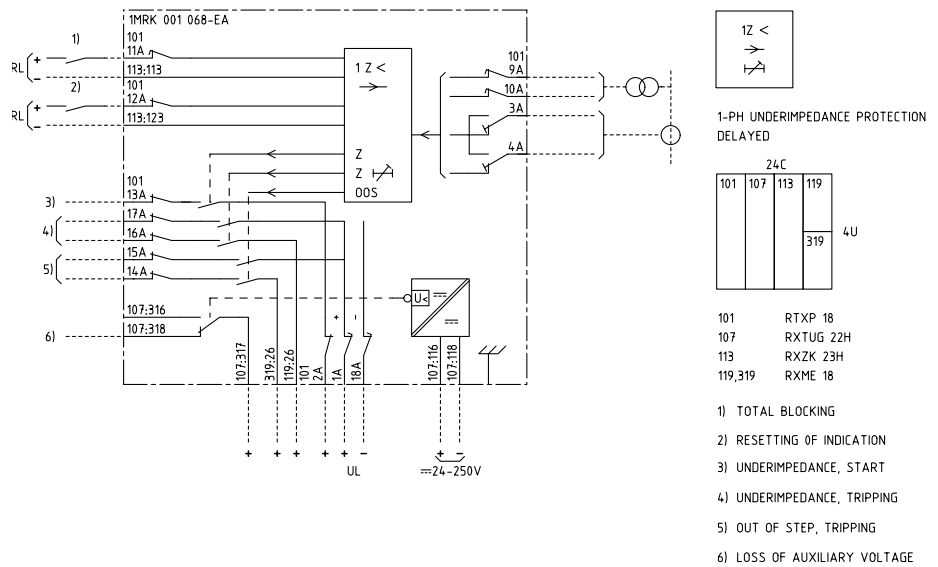 1MRK 001 068-EA
1)
101
11A
RL
+
-
113:113
2)
101
12A
RL
+
-
113:123
1 Z <
Z
Z
OOS
101
9A
10A
3A
4A
101
3)
13A
17A
4)
16A
15A
5)
14A
107:316
6)
107:318
U<
+ -
107:317
319:26
119:26
101
2A
1A
18A
107:116
107:118
+ + + + + -
UL
+ -
24-250V
1Z <
1-PH UNDERIMPEDANCE PROTECTION
DELAYED
24C
101 107 113 119
319
4U
101 RTXP 18
107 RXTUG 22H
113 RXZK 23H
119,319 RXME 18
1) TOTAL BLOCKING
2) RESETTING OF INDICATION
3) UNDERIMPEDANCE, START
4) UNDERIMPEDANCE, TRIPPING
5) OUT OF STEP, TRIPPING
6) LOSS OF AUXILIARY VOLTAGE